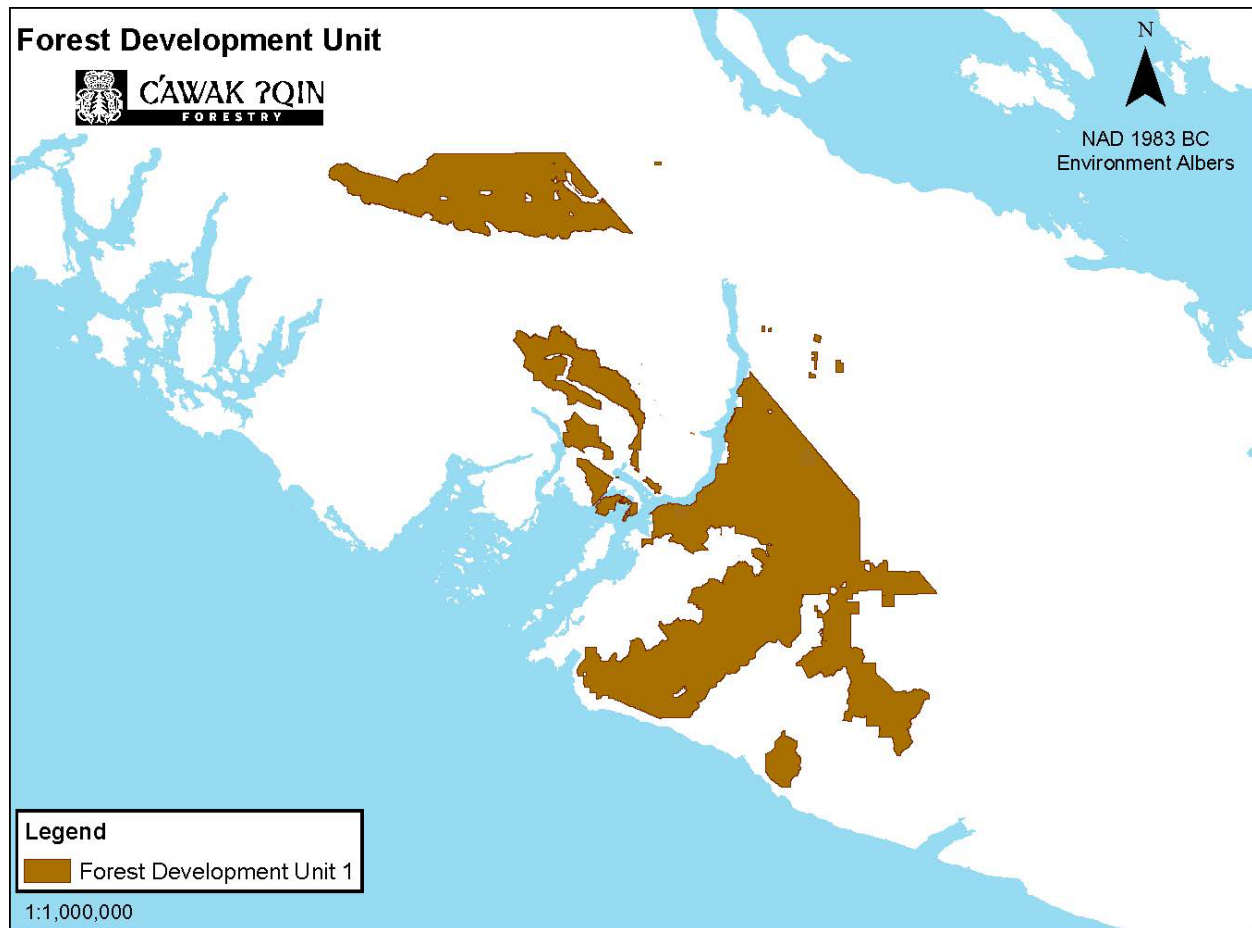 Forest Development Unit
C̓AWAK ʔQIN
FORESTRY
N
NAD 1983 BC
Environment Albers
Legend
Forest Development Unit 1
1:1,000,000